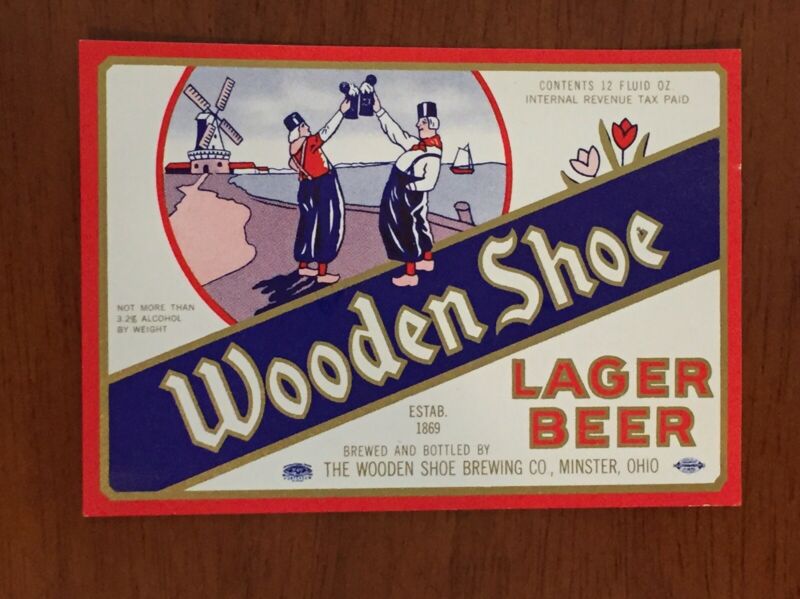 CONTENTS 12 FLUID OZ.
INTERNAL REVENUE TAX PAID
NOT MORE THAN
3.2% ALCOHOL
BY WEIGHT
Wooden Shoe
LAGER
BEER
ESTAB.
1869
BREWED AND BOTTLED BY
THE WOODEN SHOE BREWING CO., MINSTER, OHIO